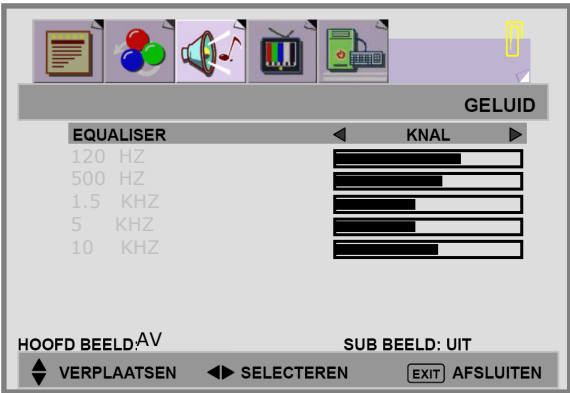 GELUID
EQUALISER KNAL
120 HZ
500 HZ
1.5 KHZ
5 KHZ
10 KHZ
HOOFD BEELD:AV SUB BEELD: UIT
VERPLAATSEN SELECTEREN EXIT AFSLUITEN